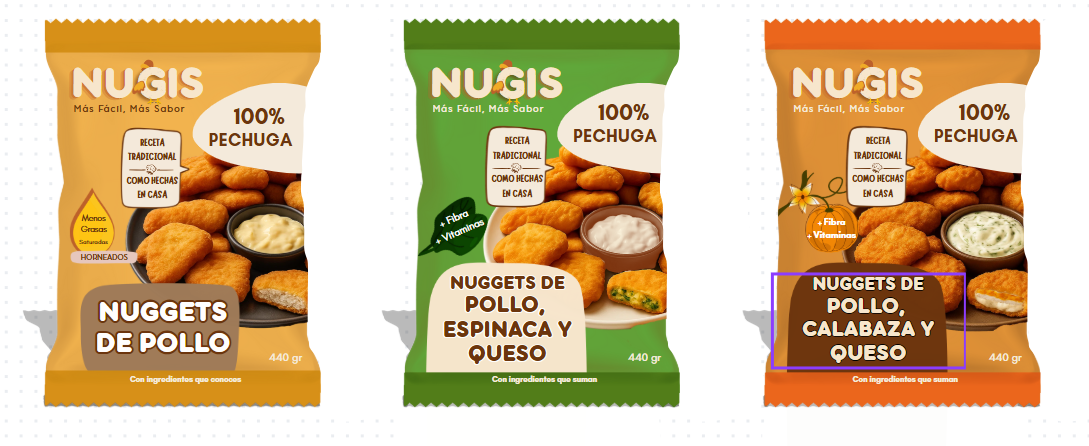 NUGIS
Más Fácil, Más Sabor
100%
PECHUGA
RECETA
TRADICIONAL
COMO HECHAS
EN CASA
Menos
Grasas
Saturadas
HORNEADOS
NUGGETS
DE POLLO
440 gr
Con ingredientes que conoces
NUGIS
Más Fácil, Más Sabor
100%
PECHUGA
RECETA
TRADICIONAL
COMO HECHAS
EN CASA
+ Fibra
+ Vitaminas
NUGGETS DE
POLLO,
ESPINACA Y
QUESO
440 gr
Con ingredientes que suman
NUGIS
Más Fácil, Más Sabor
100%
PECHUGA
RECETA
TRADICIONAL
COMO HECHAS
EN CASA
+ Fibra
+ Vitaminas
NUGGETS DE
POLLO,
CALABAZA Y
QUESO
440 gr
Con ingredientes que suman